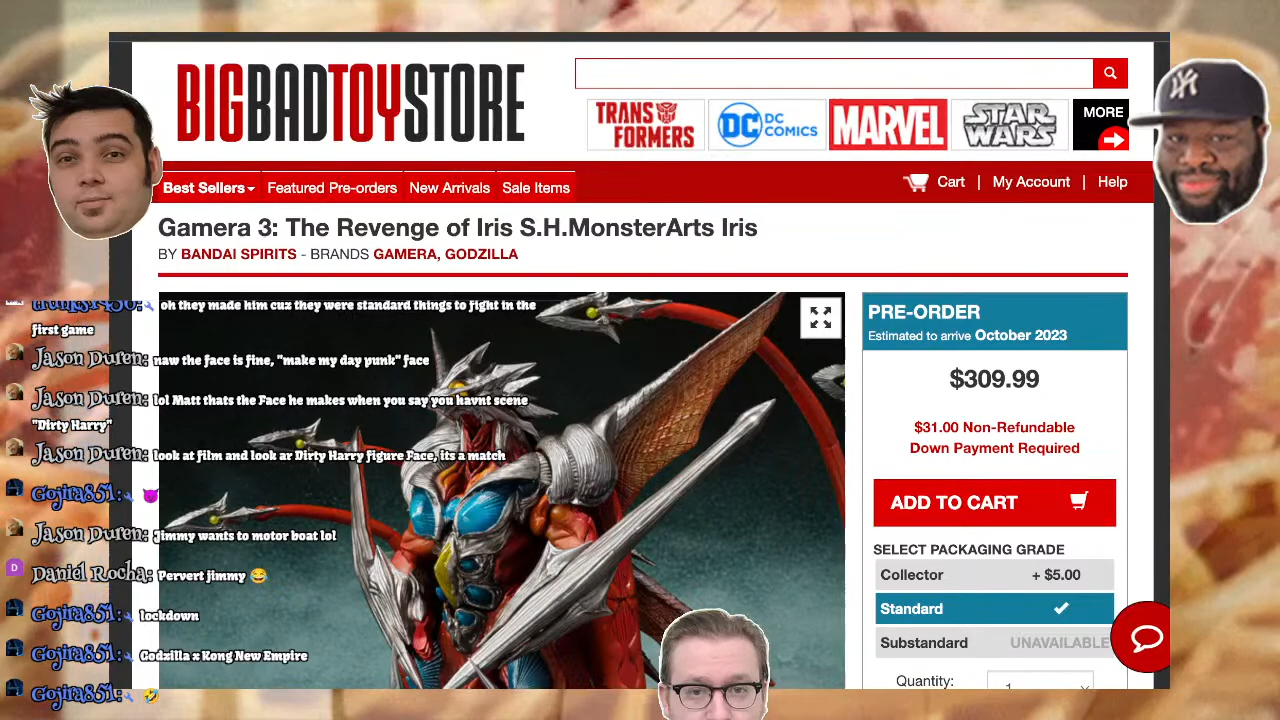 BIGBADTOYSTORE
TRANS
FORMERS
DC
DC
COMICS
MARVEL
STAR
WARS
MORE
Best Sellers
Featured Pre-orders
New Arrivals
Sale Items
Cart | My Account | Help
Gamera 3: The Revenge of Iris S.H.MonsterArts Iris
BY BANDAI SPIRITS - BRANDS GAMERA, GODZILLA
oh they made him cuz they were standard things to fight in the
first game
Jason Duren: naw the face is fine, "make my day punk" face
Jason Duren: lol Matt thats the Face he makes when you say you havnt scene
"Dirty Harry"
Jason Duren: look at film and look ar Dirty Harry figure Face, its a match
Gojira851: 😈
Jason Duren: Jimmy wants to motor boat lol
D Daniel Rocha: Pervert jimmy 😂
Gojira851: lockdown
Gojira851: Godzilla x Kong New Empire
Gojira851: 🤣
PRE-ORDER
Estimated to arrive October 2023
$309.99
$31.00 Non-Refundable
Down Payment Required
ADD TO CART
SELECT PACKAGING GRADE
Collector + $5.00
Standard
Substandard UNAVAILABLE
Quantity: 1